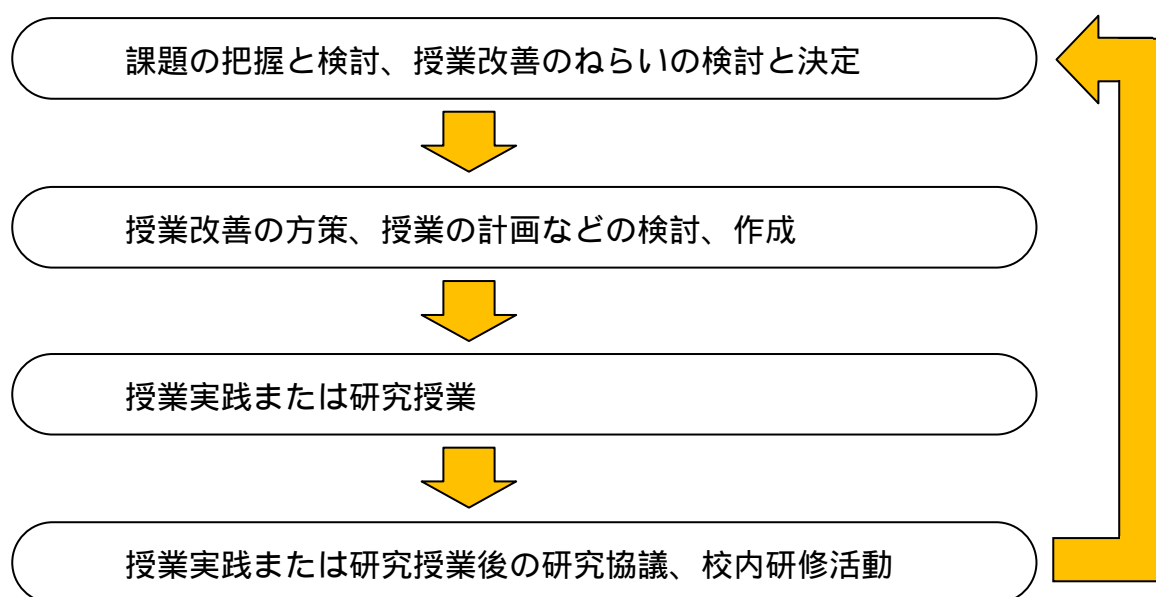 課題の把握と検討、授業改善のねらいの検討と決定
授業改善の方策、授業の計画などの検討、作成
授業実践または研究授業
授業実践または研究授業後の研究協議、校内研修活動